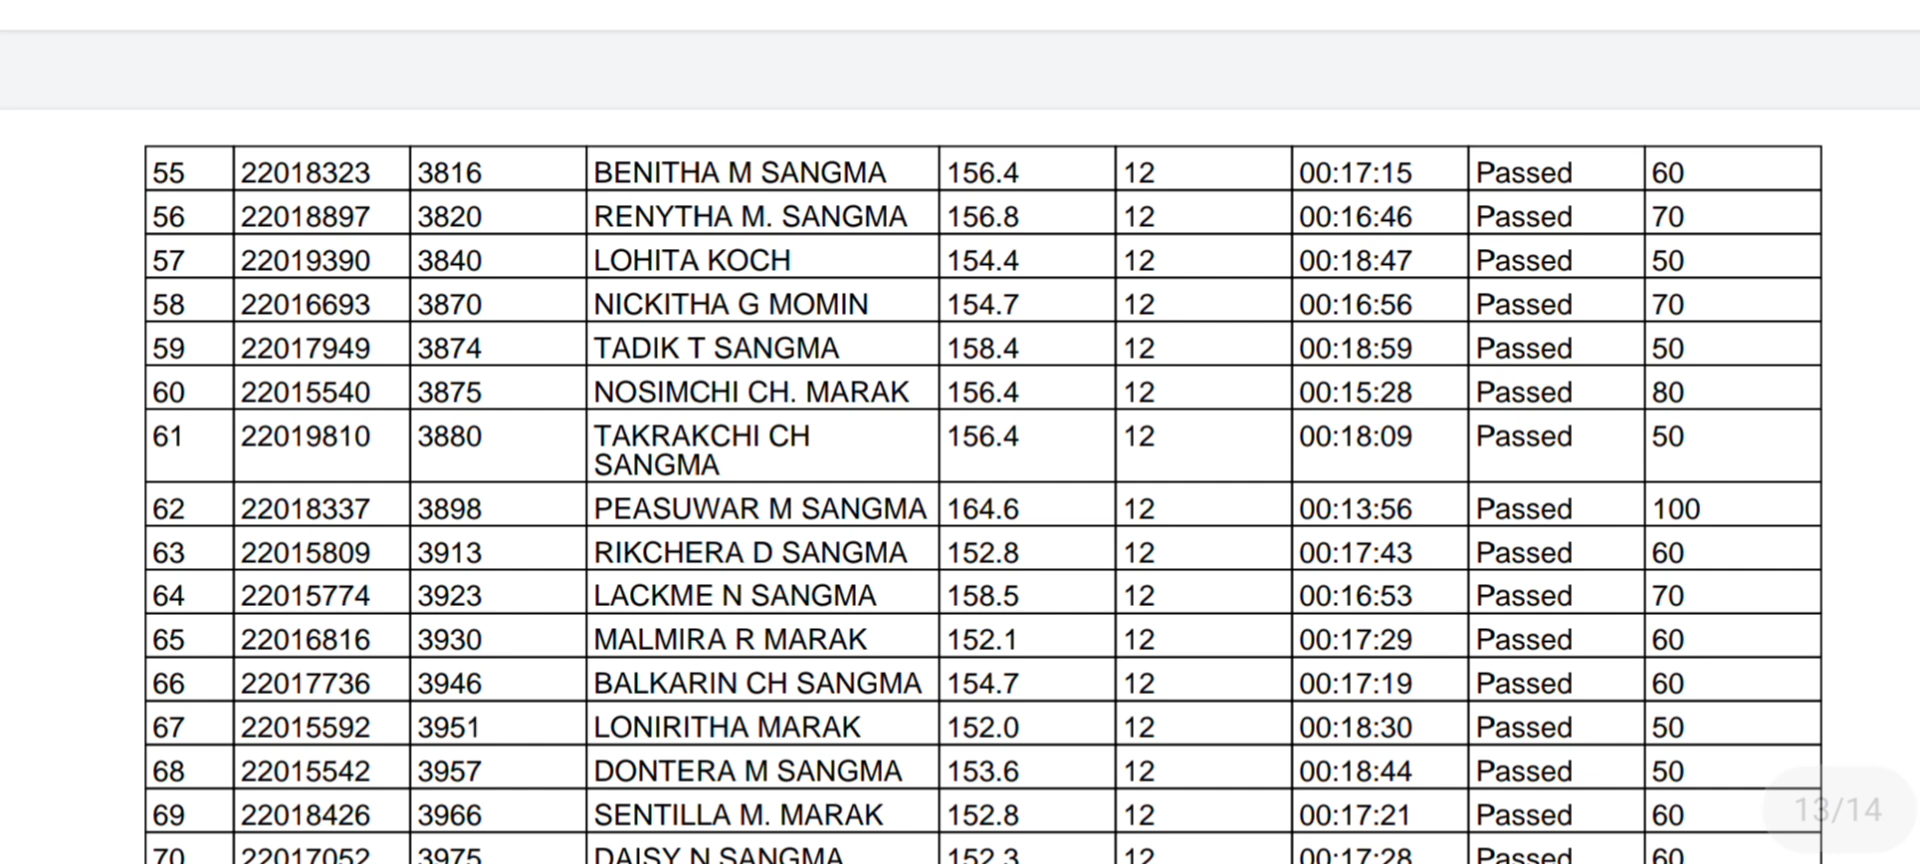 55 22018323 3816 BENITHA M SANGMA 156.4 12 00:17:15 Passed 60
56 22018897 3820 RENYTHA M. SANGMA 156.8 12 00:16:46 Passed 70
57 22019390 3840 LOHITA KOCH 154.4 12 00:18:47 Passed 50
58 22016693 3870 NICKITHA G MOMIN 154.7 12 00:16:56 Passed 70
59 22017949 3874 TADIK T SANGMA 158.4 12 00:18:59 Passed 50
60 22015540 3875 NOSIMCHI CH. MARAK 156.4 12 00:15:28 Passed 80
61 22019810 3880 TAKRAKCHI CH 156.4 12 00:18:09 Passed 50
SANGMA
62 22018337 3898 PEASUWAR M SANGMA 164.6 12 00:13:56 Passed 100
63 22015809 3913 RIKCHERA D SANGMA 152.8 12 00:17:43 Passed 60
64 22015774 3923 LACKME N SANGMA 158.5 12 00:16:53 Passed 70
65 22016816 3930 MALMIRA R MARAK 152.1 12 00:17:29 Passed 60
66 22017736 3946 BALKARIN CH SANGMA 154.7 12 00:17:19 Passed 60
67 22015592 3951 LONIRITHA MARAK 152.0 12 00:18:30 Passed 50
68 22015542 3957 DONTERA M SANGMA 153.6 12 00:18:44 Passed 50
69 22018426 3966 SENTILLA M. MARAK 152.8 12 00:17:21 Passed 60
13/14
70 22017052 3975 DAISY N SANGMA 152.3 12 00:17:28 Passed 60